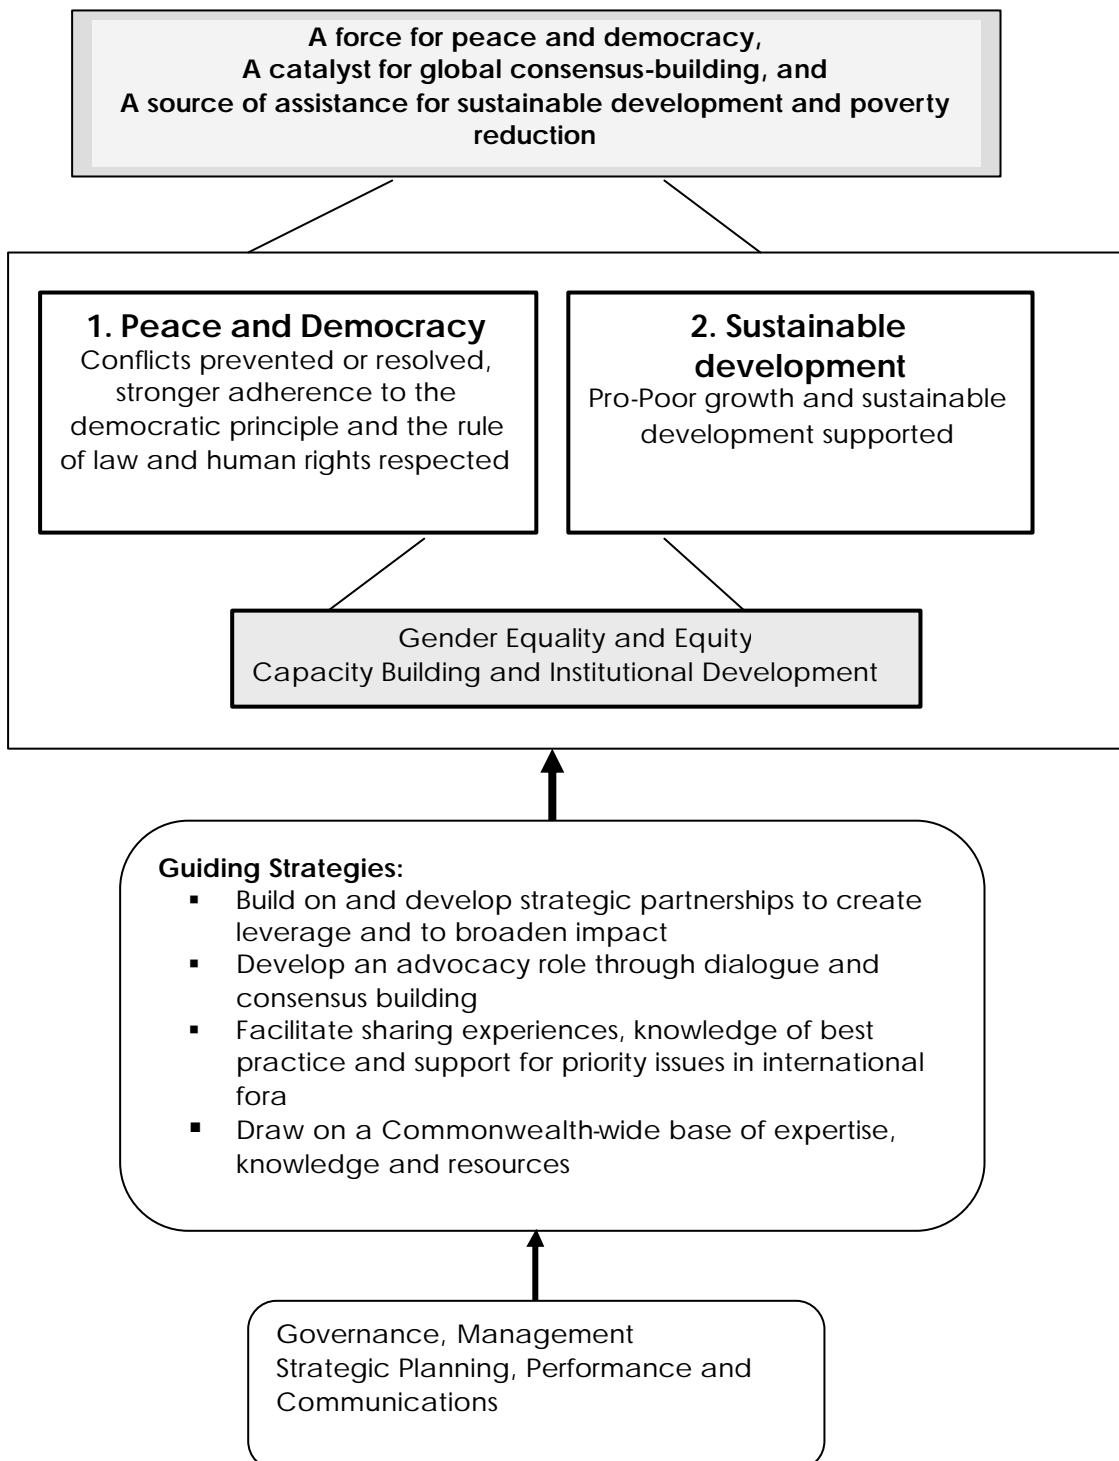 A force for peace and democracy,
A catalyst for global consensus-building, and
A source of assistance for sustainable development and poverty
reduction
1. Peace and Democracy
Conflicts prevented or resolved,
stronger adherence to the
democratic principle and the rule
of law and human rights respected
2. Sustainable
development
Pro-Poor growth and sustainable
development supported
Gender Equality and Equity
Capacity Building and Institutional Development
Guiding Strategies:
▪ Build on and develop strategic partnerships to create
leverage and to broaden impact
▪ Develop an advocacy role through dialogue and
consensus building
▪ Facilitate sharing experiences, knowledge of best
practice and support for priority issues in international
fora
▪ Draw on a Commonwealth-wide base of expertise,
knowledge and resources
Governance, Management
Strategic Planning, Performance and
Communications